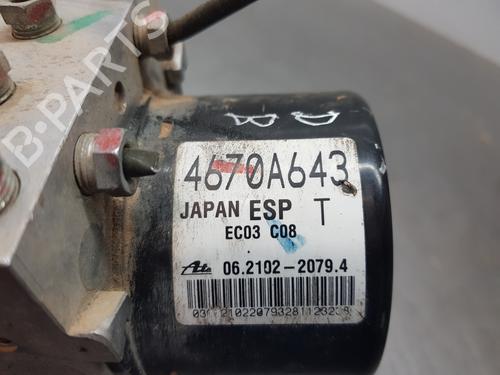 B-PARTS
4670A643
JAPAN ESP T
EC03 C08
Ate 06.2102-2079.4